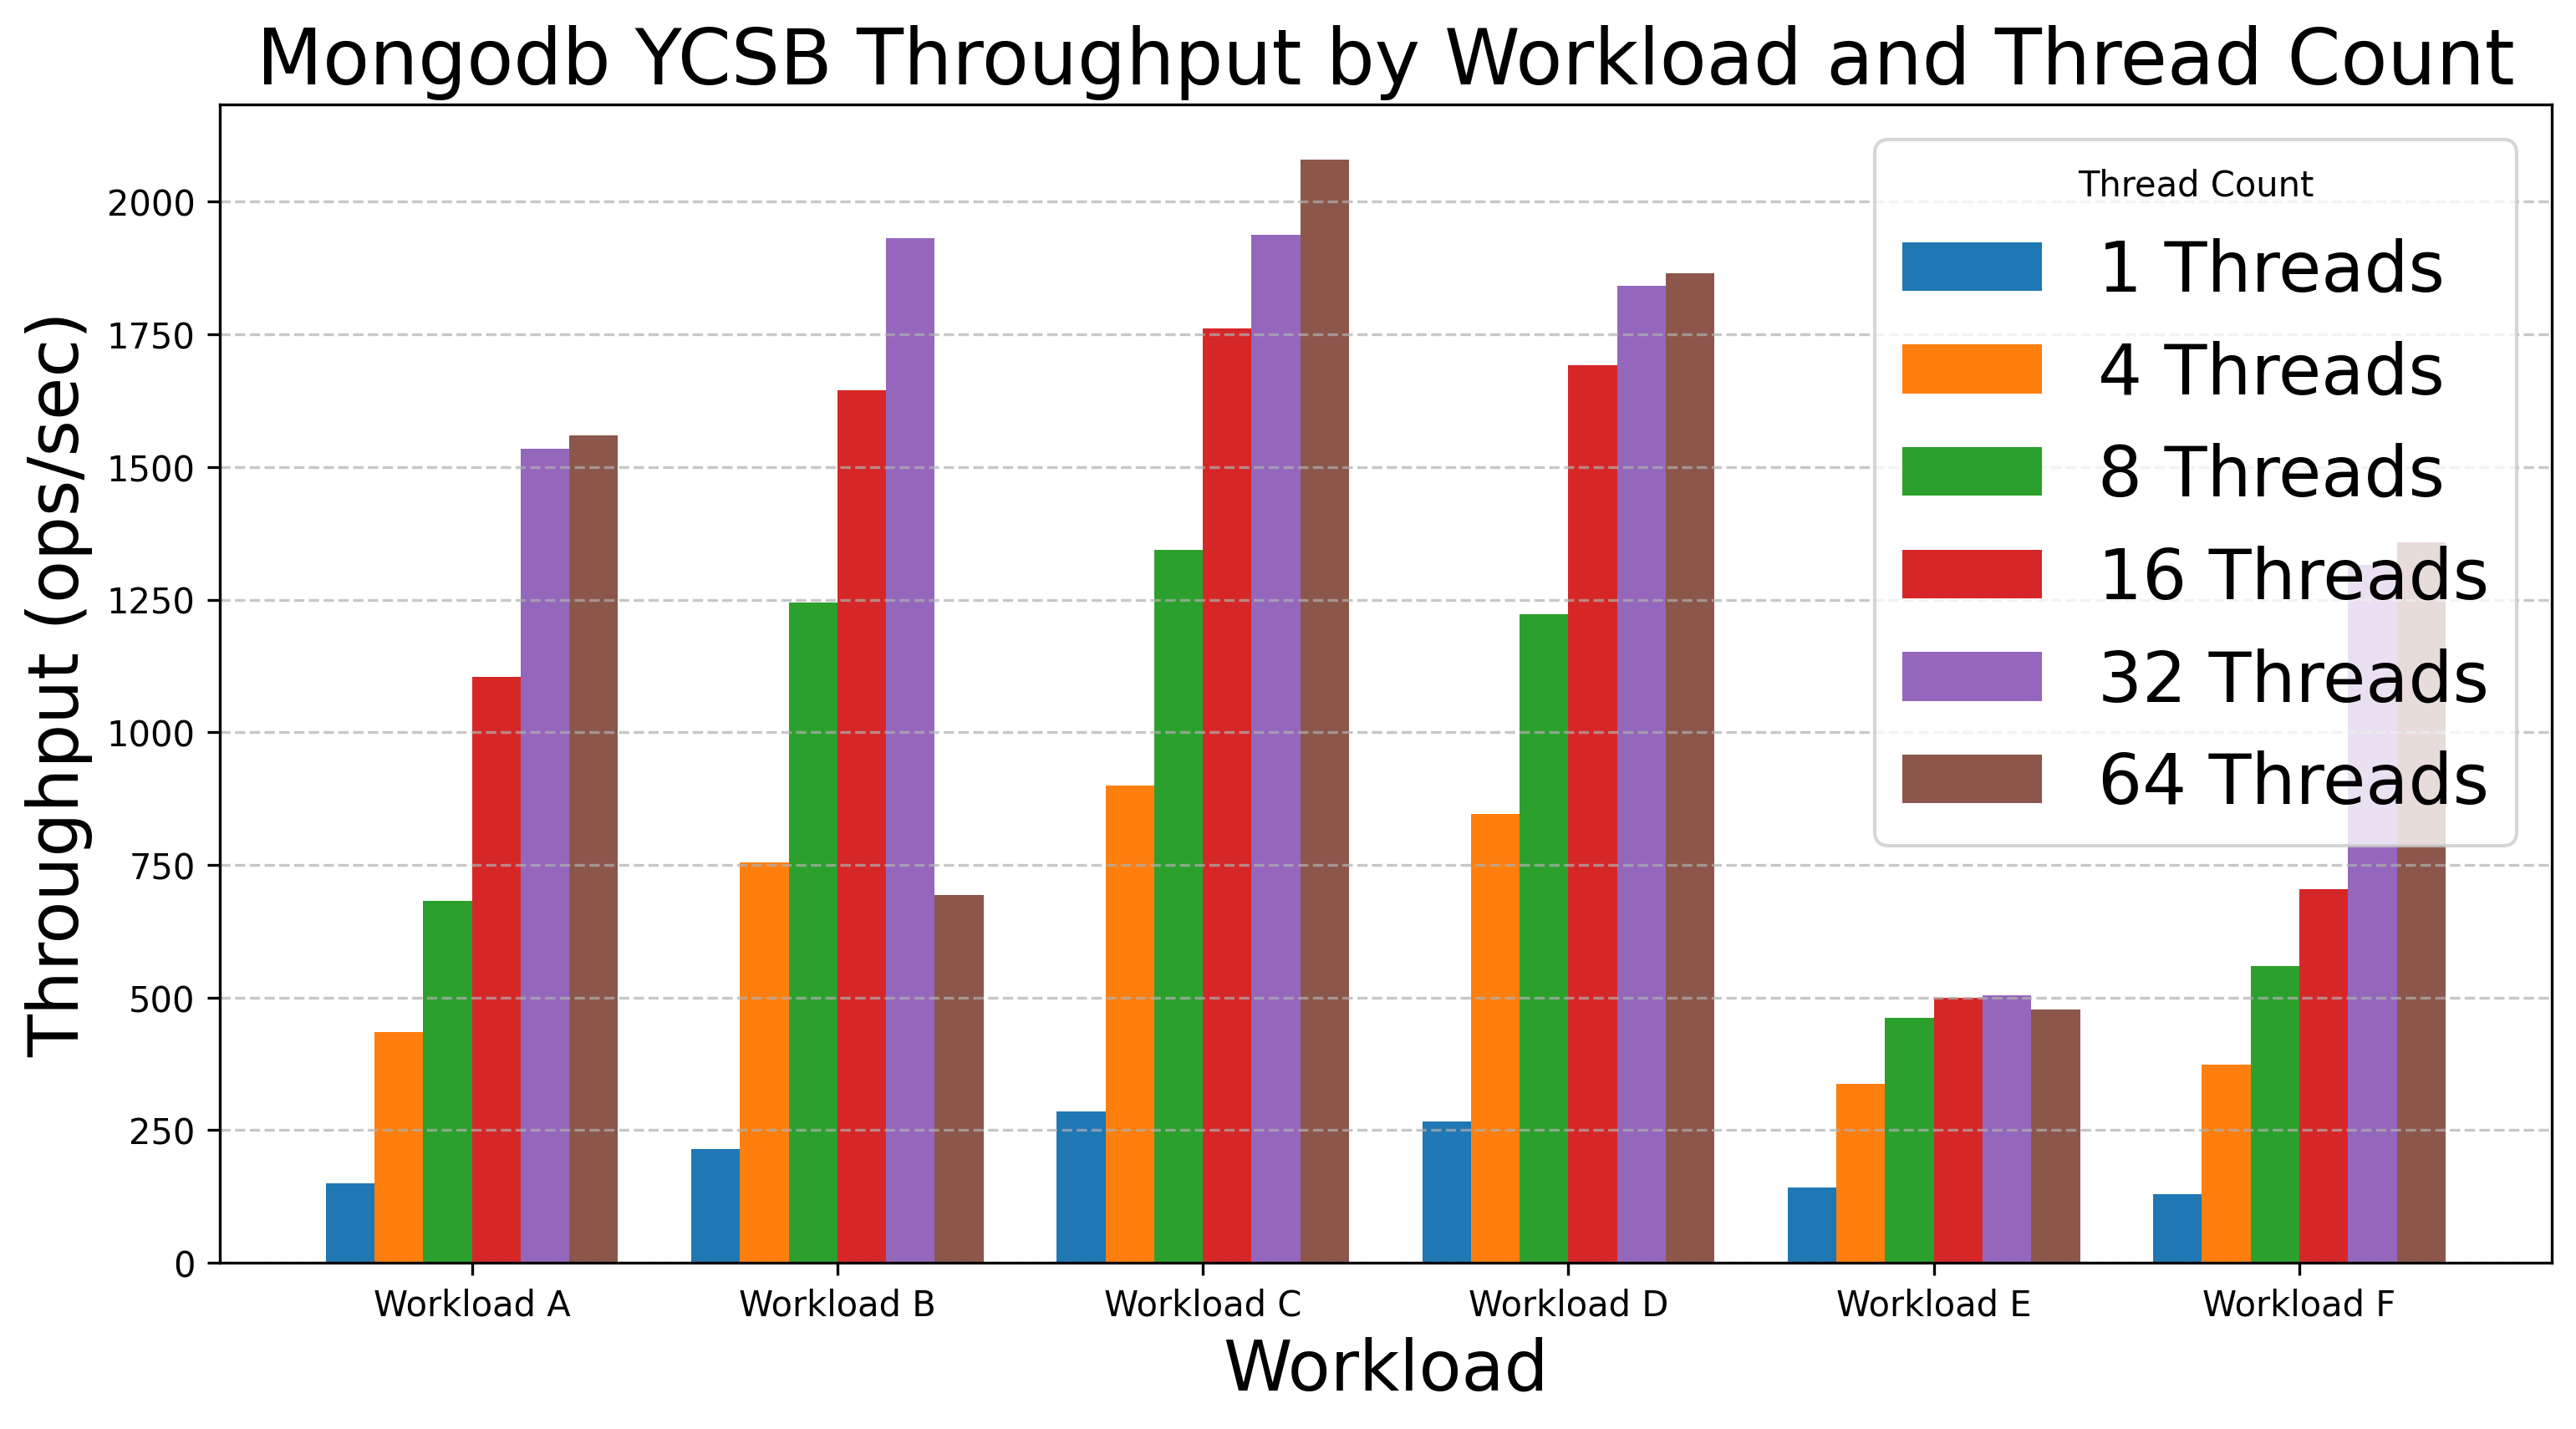 Mongodb YCSB Throughput by Workload and Thread Count
Throughput (ops/sec)
2000
1750
1500
1250
1000
750
500
250
0
Thread Count
1 Threads
4 Threads
8 Threads
16 Threads
32 Threads
64 Threads
Workload A
Workload B
Workload C
Workload D
Workload E
Workload F
Workload